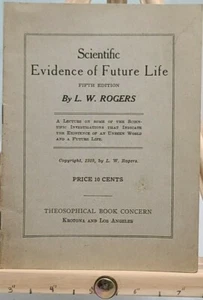 Scientific
Evidence of Future Life
FIFTH EDITION
By L. W. ROGERS
A LECTURE ON SOME OF THE SCIEN-
TIFIC INVESTIGATIONS THAT INDICATE
THE EXISTENCE OF AN UNSEEN WORLD
AND A FUTURE LIFE.
Copyright, by L. W. Rogers
PRICE 10 CENTS
THEOSOPHICAL BOOK CONCERN
KROTONA AND LOS ANGELES
3 4